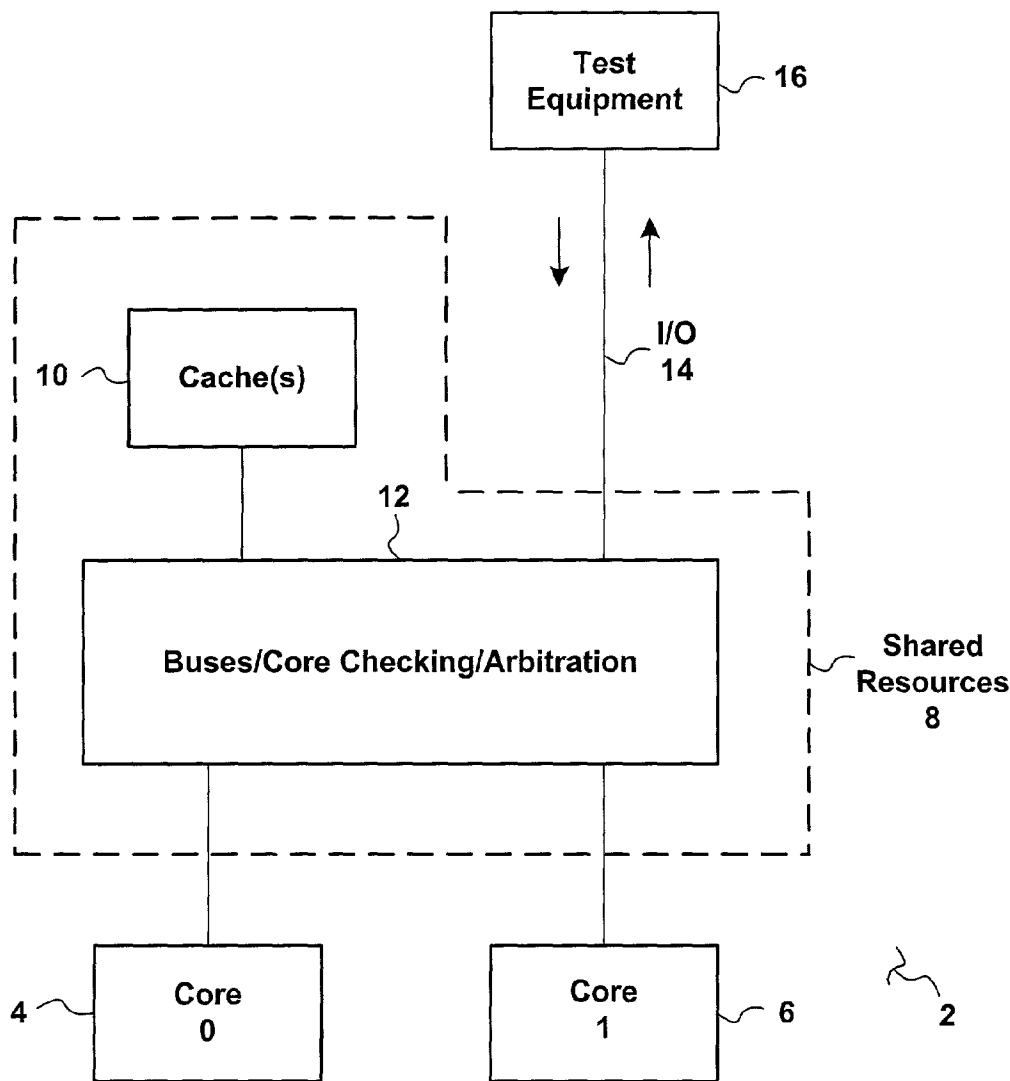 Test
Equipment
16
I/O
14
10
Cache(s)
12
Buses/Core Checking/Arbitration
Shared
Resources
8
4
Core
0
Core
1
6
2